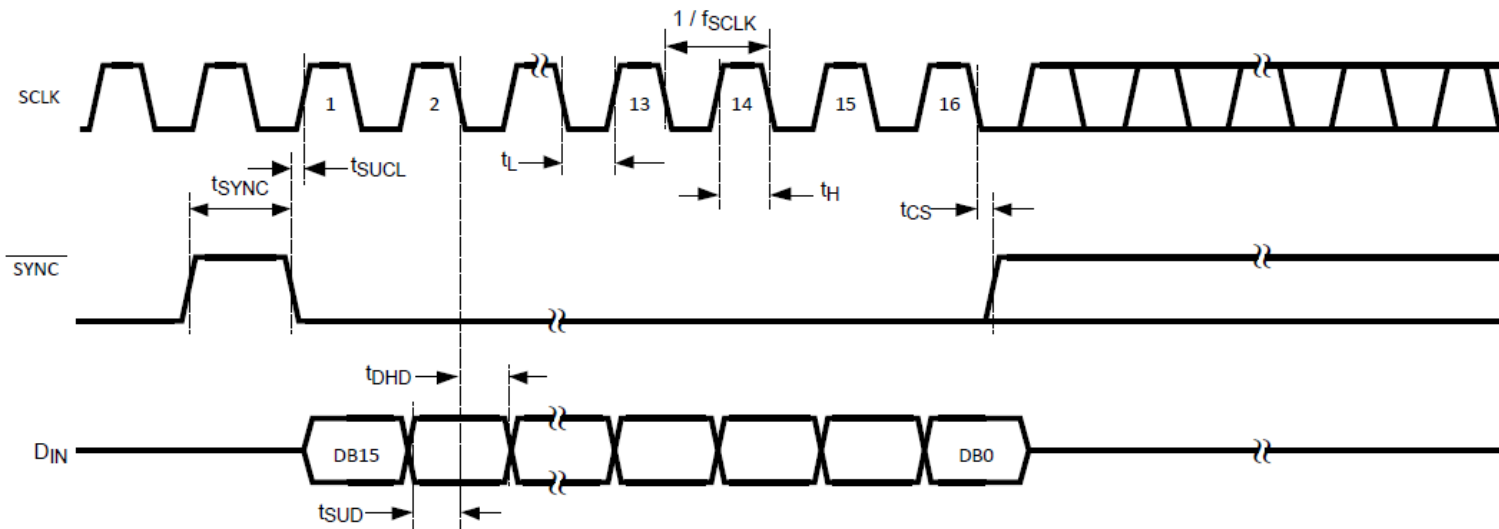 1 / fSCLK
SCLK
1
2
13
14
15
16
tSUCL
tL
tSYNC
tH
tCS
SYNC
tDHD
DIN
DB15
DB0
tSUD